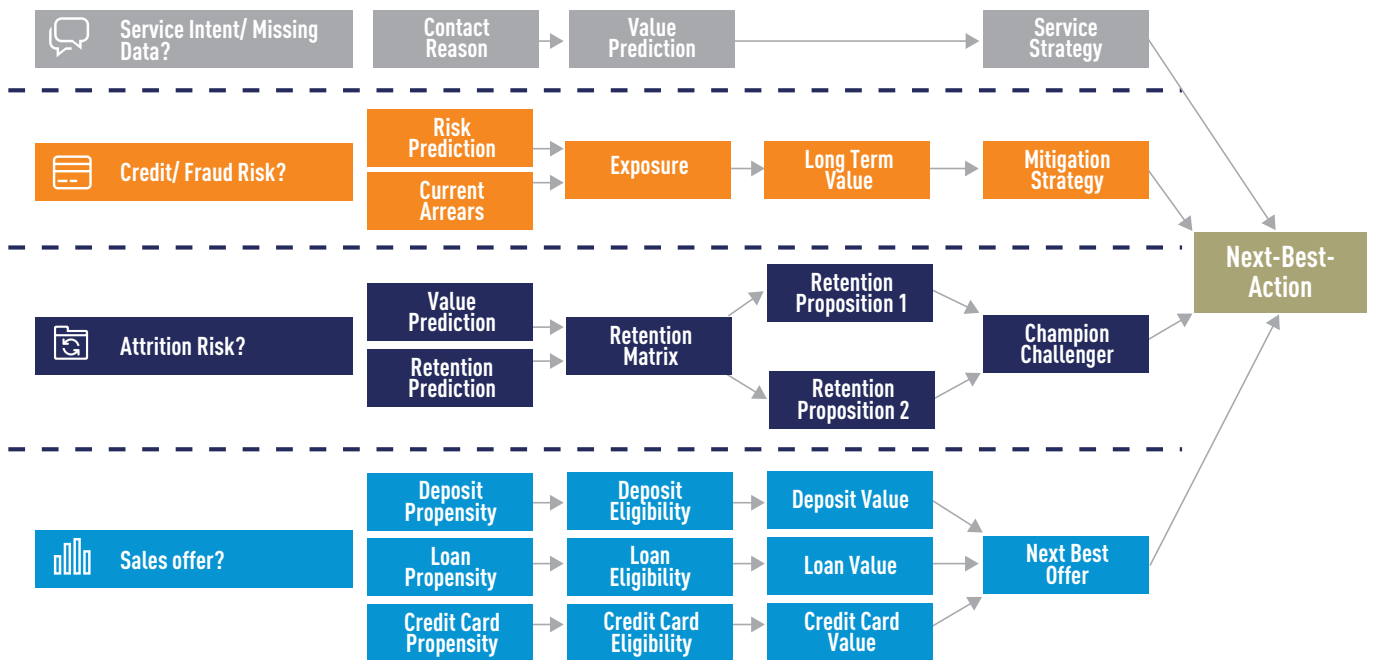 Service Intent/ Missing
Data?
Contact
Reason
Value
Prediction
Service
Strategy
Credit/ Fraud Risk?
Risk
Prediction
Current
Arrears
Exposure
Long Term
Value
Mitigation
Strategy
Next-Best-
Action
Attrition Risk?
Value
Prediction
Retention
Prediction
Retention
Matrix
Retention
Proposition 1
Retention
Proposition 2
Champion
Challenger
Sales offer?
Deposit
Propensity
Deposit
Eligibility
Deposit Value
Loan
Propensity
Loan
Eligibility
Loan Value
Next Best
Offer
Credit Card
Propensity
Credit Card
Eligibility
Credit Card
Value